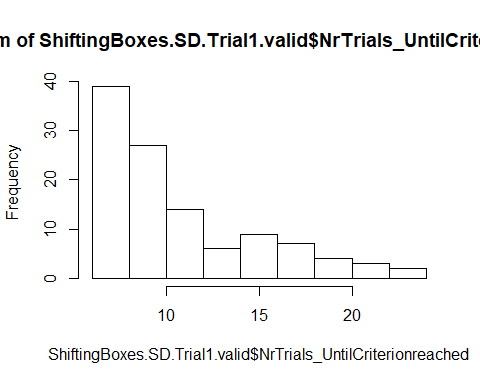 m of ShiftingBoxes.SD.Trial1.valid$NrTrials_UntilCrite
40
30
20
10
0
Frequency
10 15 20
ShiftingBoxes.SD.Trial1.valid$NrTrials_UntilCriterionreached